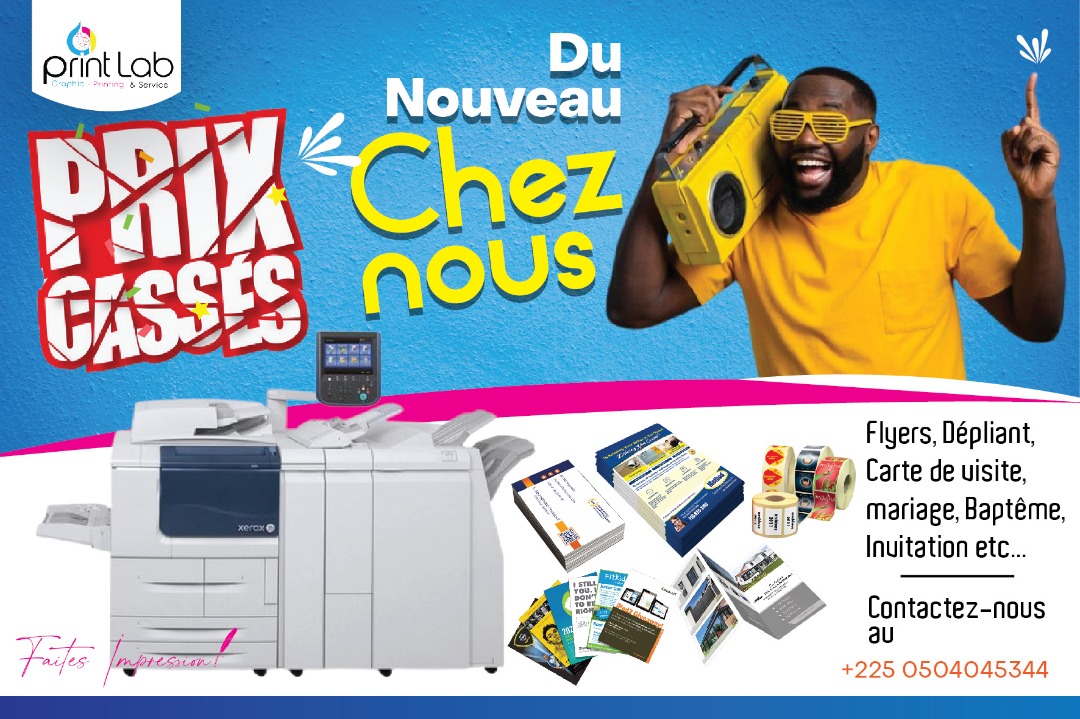 print Lab
Graphic - Printing & Service
PRIX
CASSÉS
Du
Nouveau
Chez
nous
xerox
Faites Impression!
Flyers, Dépliant,
Carte de visite,
mariage, Baptême,
Invitation etc...
Contactez-nous
au
+225 0504045344